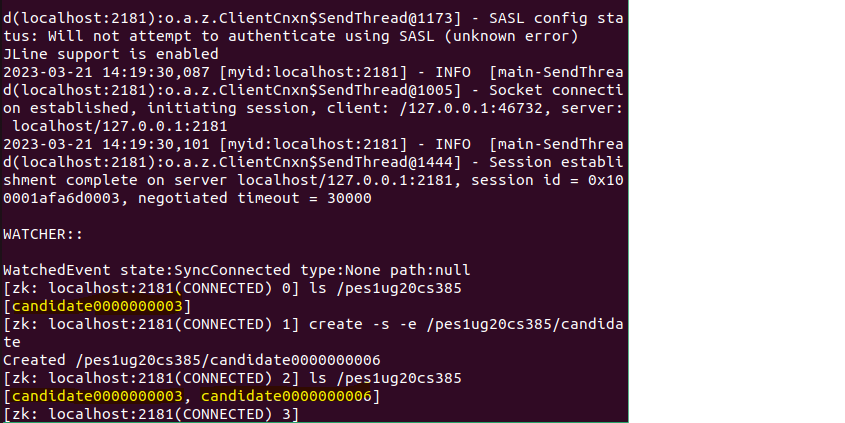 d(localhost:2181):o.a.z.ClientCnxn$SendThread@1173] - SASL config sta
tus: Will not attempt to authenticate using SASL (unknown error)
JLine support is enabled
2023-03-21 14:19:30,087 [myid:localhost:2181] - INFO  [main-SendThrea
d(localhost:2181):o.a.z.ClientCnxn$SendThread@1005] - Socket connecti
on established, initiating session, client: /127.0.0.1:46732, server:
 localhost/127.0.0.1:2181
2023-03-21 14:19:30,101 [myid:localhost:2181] - INFO  [main-SendThrea
d(localhost:2181):o.a.z.ClientCnxn$SendThread@1444] - Session establi
shment complete on server localhost/127.0.0.1:2181, session id = 0x10
0001afa6d0003, negotiated timeout = 30000
WATCHER::
WatchedEvent state:SyncConnected type:None path:null
[zk: localhost:2181(CONNECTED) 0] ls /pes1ug20cs385
[candidate0000000003]
[zk: localhost:2181(CONNECTED) 1] create -s -e /pes1ug20cs385/candida
te
Created /pes1ug20cs385/candidate0000000006
[zk: localhost:2181(CONNECTED) 2] ls /pes1ug20cs385
[candidate0000000003, candidate0000000006]
[zk: localhost:2181(CONNECTED) 3]